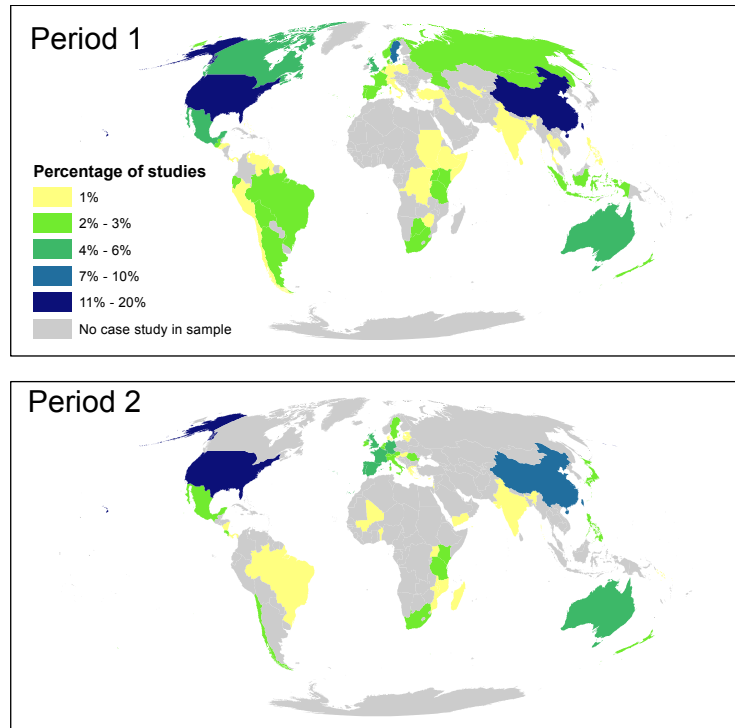 Period 1
Percentage of studies
1%
2% - 3%
4% - 6%
7% - 10%
11% - 20%
No case study in sample
Period 2